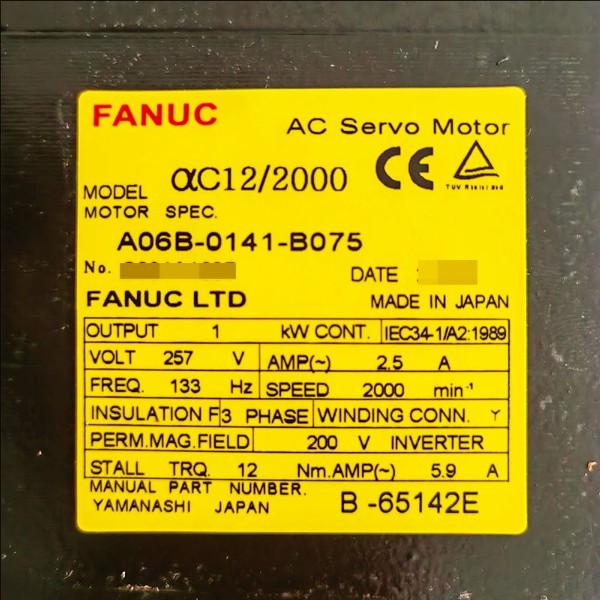 FANUC
AC Servo Motor
MODEL αC12/2000
CE
MOTOR SPEC.
A06B-0141-B075
No.
DATE
FANUC LTD
MADE IN JAPAN
OUTPUT 1 kW CONT. IEC34-1/A2:1989
VOLT 257 V AMP(~) 2.5 A
FREQ. 133 Hz SPEED 2000 min⁻¹
INSULATION F 3 PHASE WINDING CONN. Y
PERM.MAG.FIELD 200 V INVERTER
STALL TRQ. 12 Nm.AMP(~) 5.9 A
MANUAL PART NUMBER.
YAMANASHI JAPAN B -65142E